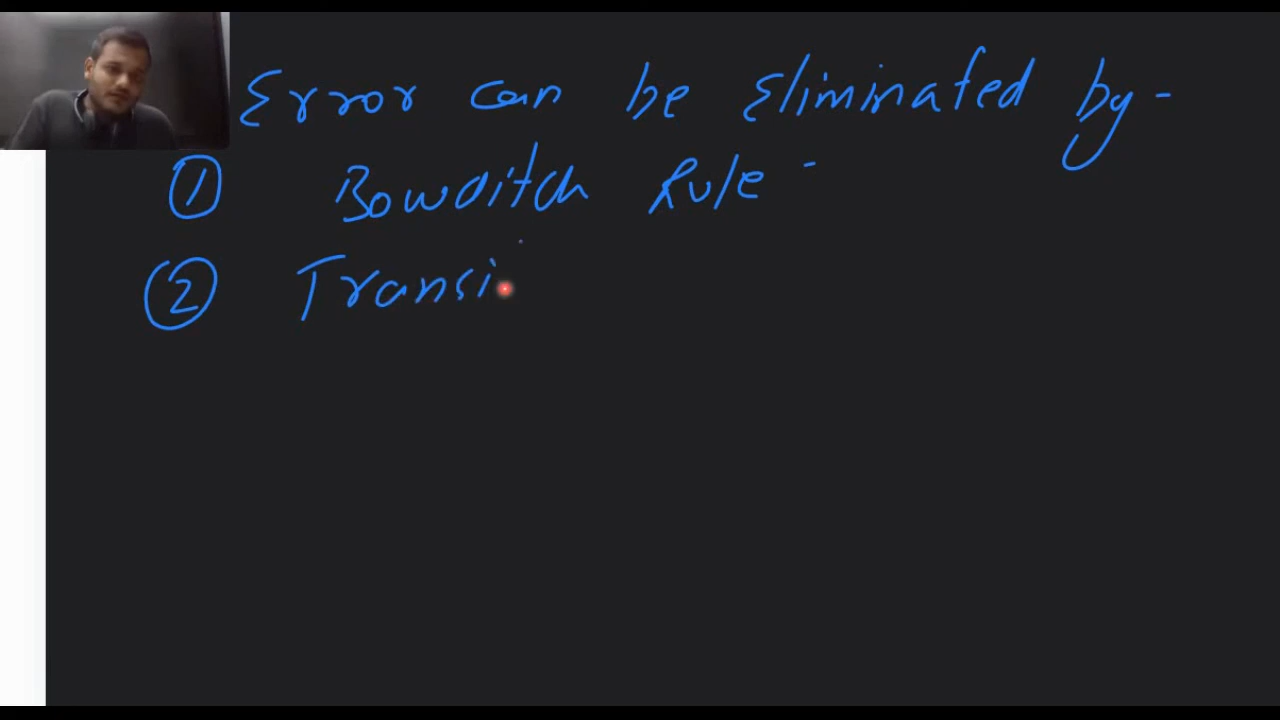 Error can be Eliminated by -
① Bowditch Rule -
② Transi